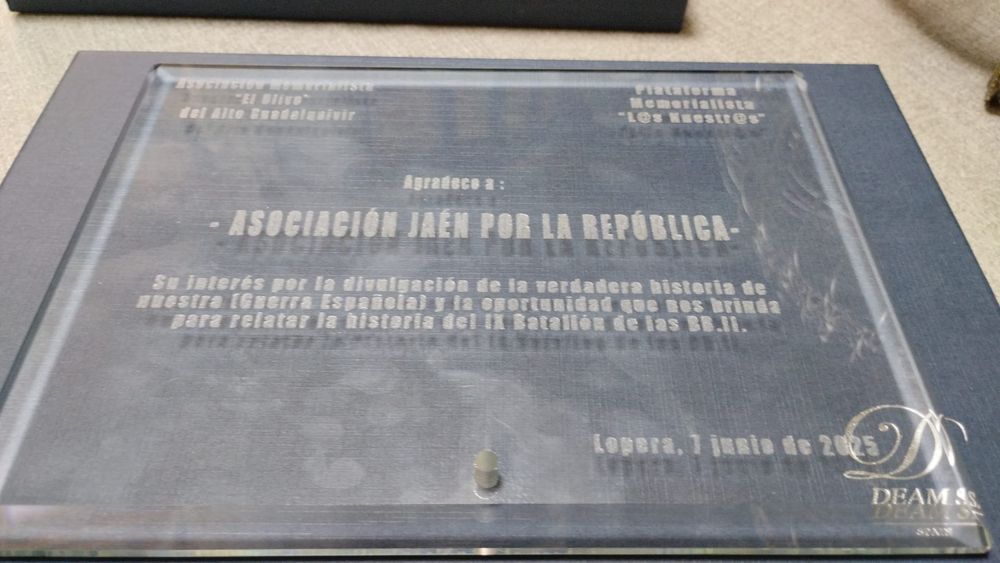 Asociación Memorialista
"El Olivo"
del Alto Guadalquivir
Plataforma
Memorialista
"L@s Nuestr@s"
Agradece a :
- ASOCIACIÓN JAÉN POR LA REPÚBLICA-
Su interés por la divulgación de la verdadera historia de
nuestra (Guerra Española) y la oportunidad que nos brinda
para relatar la historia del IX Batallón de las BB.II.
Lopera, 7 junio de 2025
DEAM